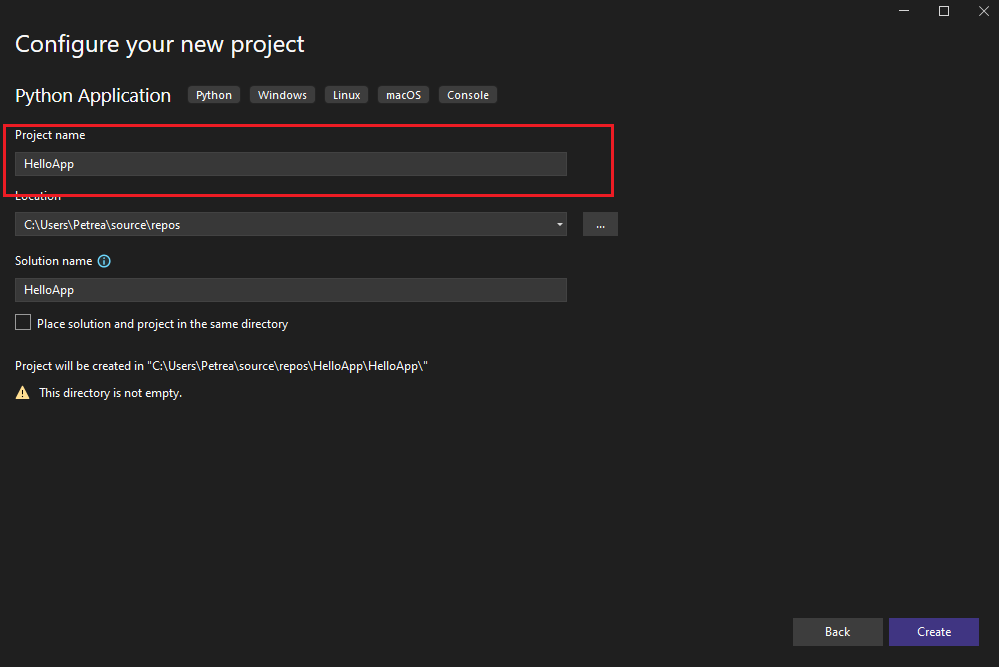 Configure your new project
Python Application Python Windows Linux macOS Console
Project name
HelloApp
Location
C:\Users\Petrea\source\repos ...
Solution name
HelloApp
Place solution and project in the same directory
Project will be created in "C:\Users\Petrea\source\repos\HelloApp\HelloApp\"
This directory is not empty.
Back Create